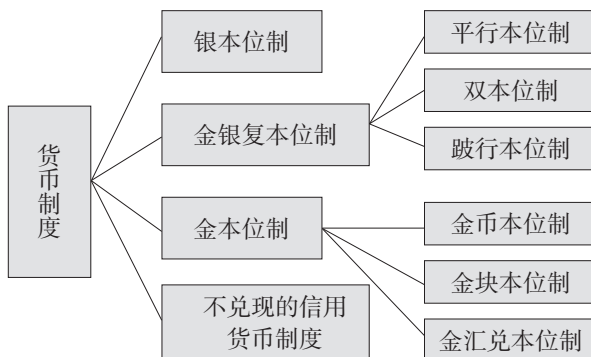 货币制度
银本位制
金银复本位制
平行本位制
双本位制
跛行本位制
金本位制
金币本位制
金块本位制
金汇兑本位制
不兑现的信用
货币制度